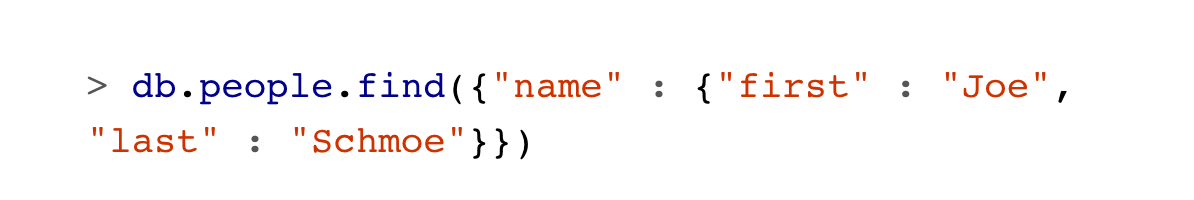 > db.people.find({"name" : {"first" : "Joe",
"last" : "Schmoe"}})